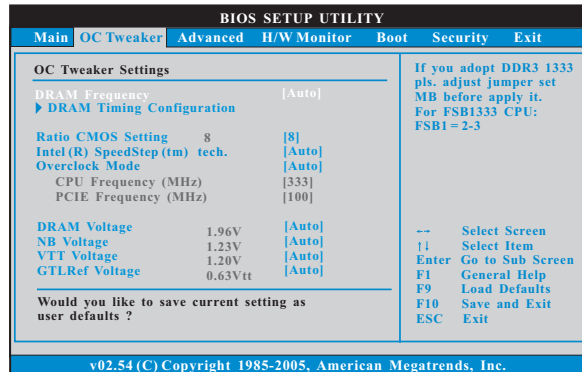 BIOS SETUP UTILITY
Main OC Tweaker Advanced H/W Monitor Boot Security Exit
OC Tweaker Settings
DRAM Frequency [Auto]
DRAM Timing Configuration
Ratio CMOS Setting 8 [8]
Intel (R) SpeedStep (tm) tech. [Auto]
Overclock Mode [Auto]
CPU Frequency (MHz) [333]
PCIE Frequency (MHz) [100]
DRAM Voltage 1.96V [Auto]
NB Voltage 1.23V [Auto]
VTT Voltage 1.20V [Auto]
GTLRef Voltage 0.63Vtt [Auto]
Would you like to save current setting as
user defaults ?
If you adopt DDR3 1333
pls. adjust jumper set
MB before apply it.
For FSB1333 CPU:
FSB1 = 2-3
←→ Select Screen
↑↓ Select Item
Enter Go to Sub Screen
F1 General Help
F9 Load Defaults
F10 Save and Exit
ESC Exit
v02.54 (C) Copyright 1985-2005, American Megatrends, Inc.